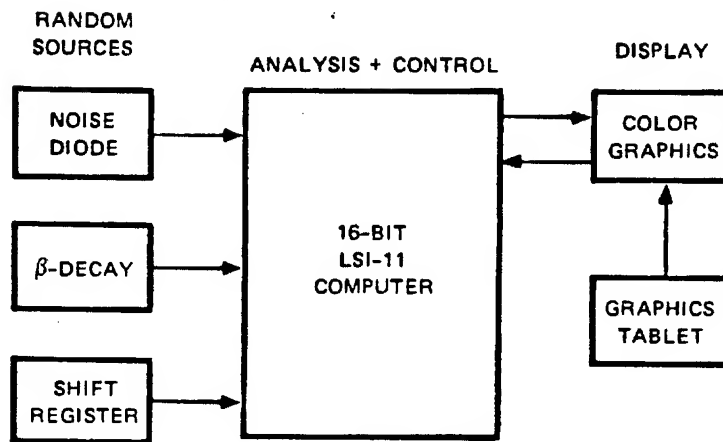 RANDOM
SOURCES
ANALYSIS + CONTROL
DISPLAY
NOISE
DIODE
β-DECAY
SHIFT
REGISTER
16-BIT
LSI-11
COMPUTER
COLOR
GRAPHICS
GRAPHICS
TABLET